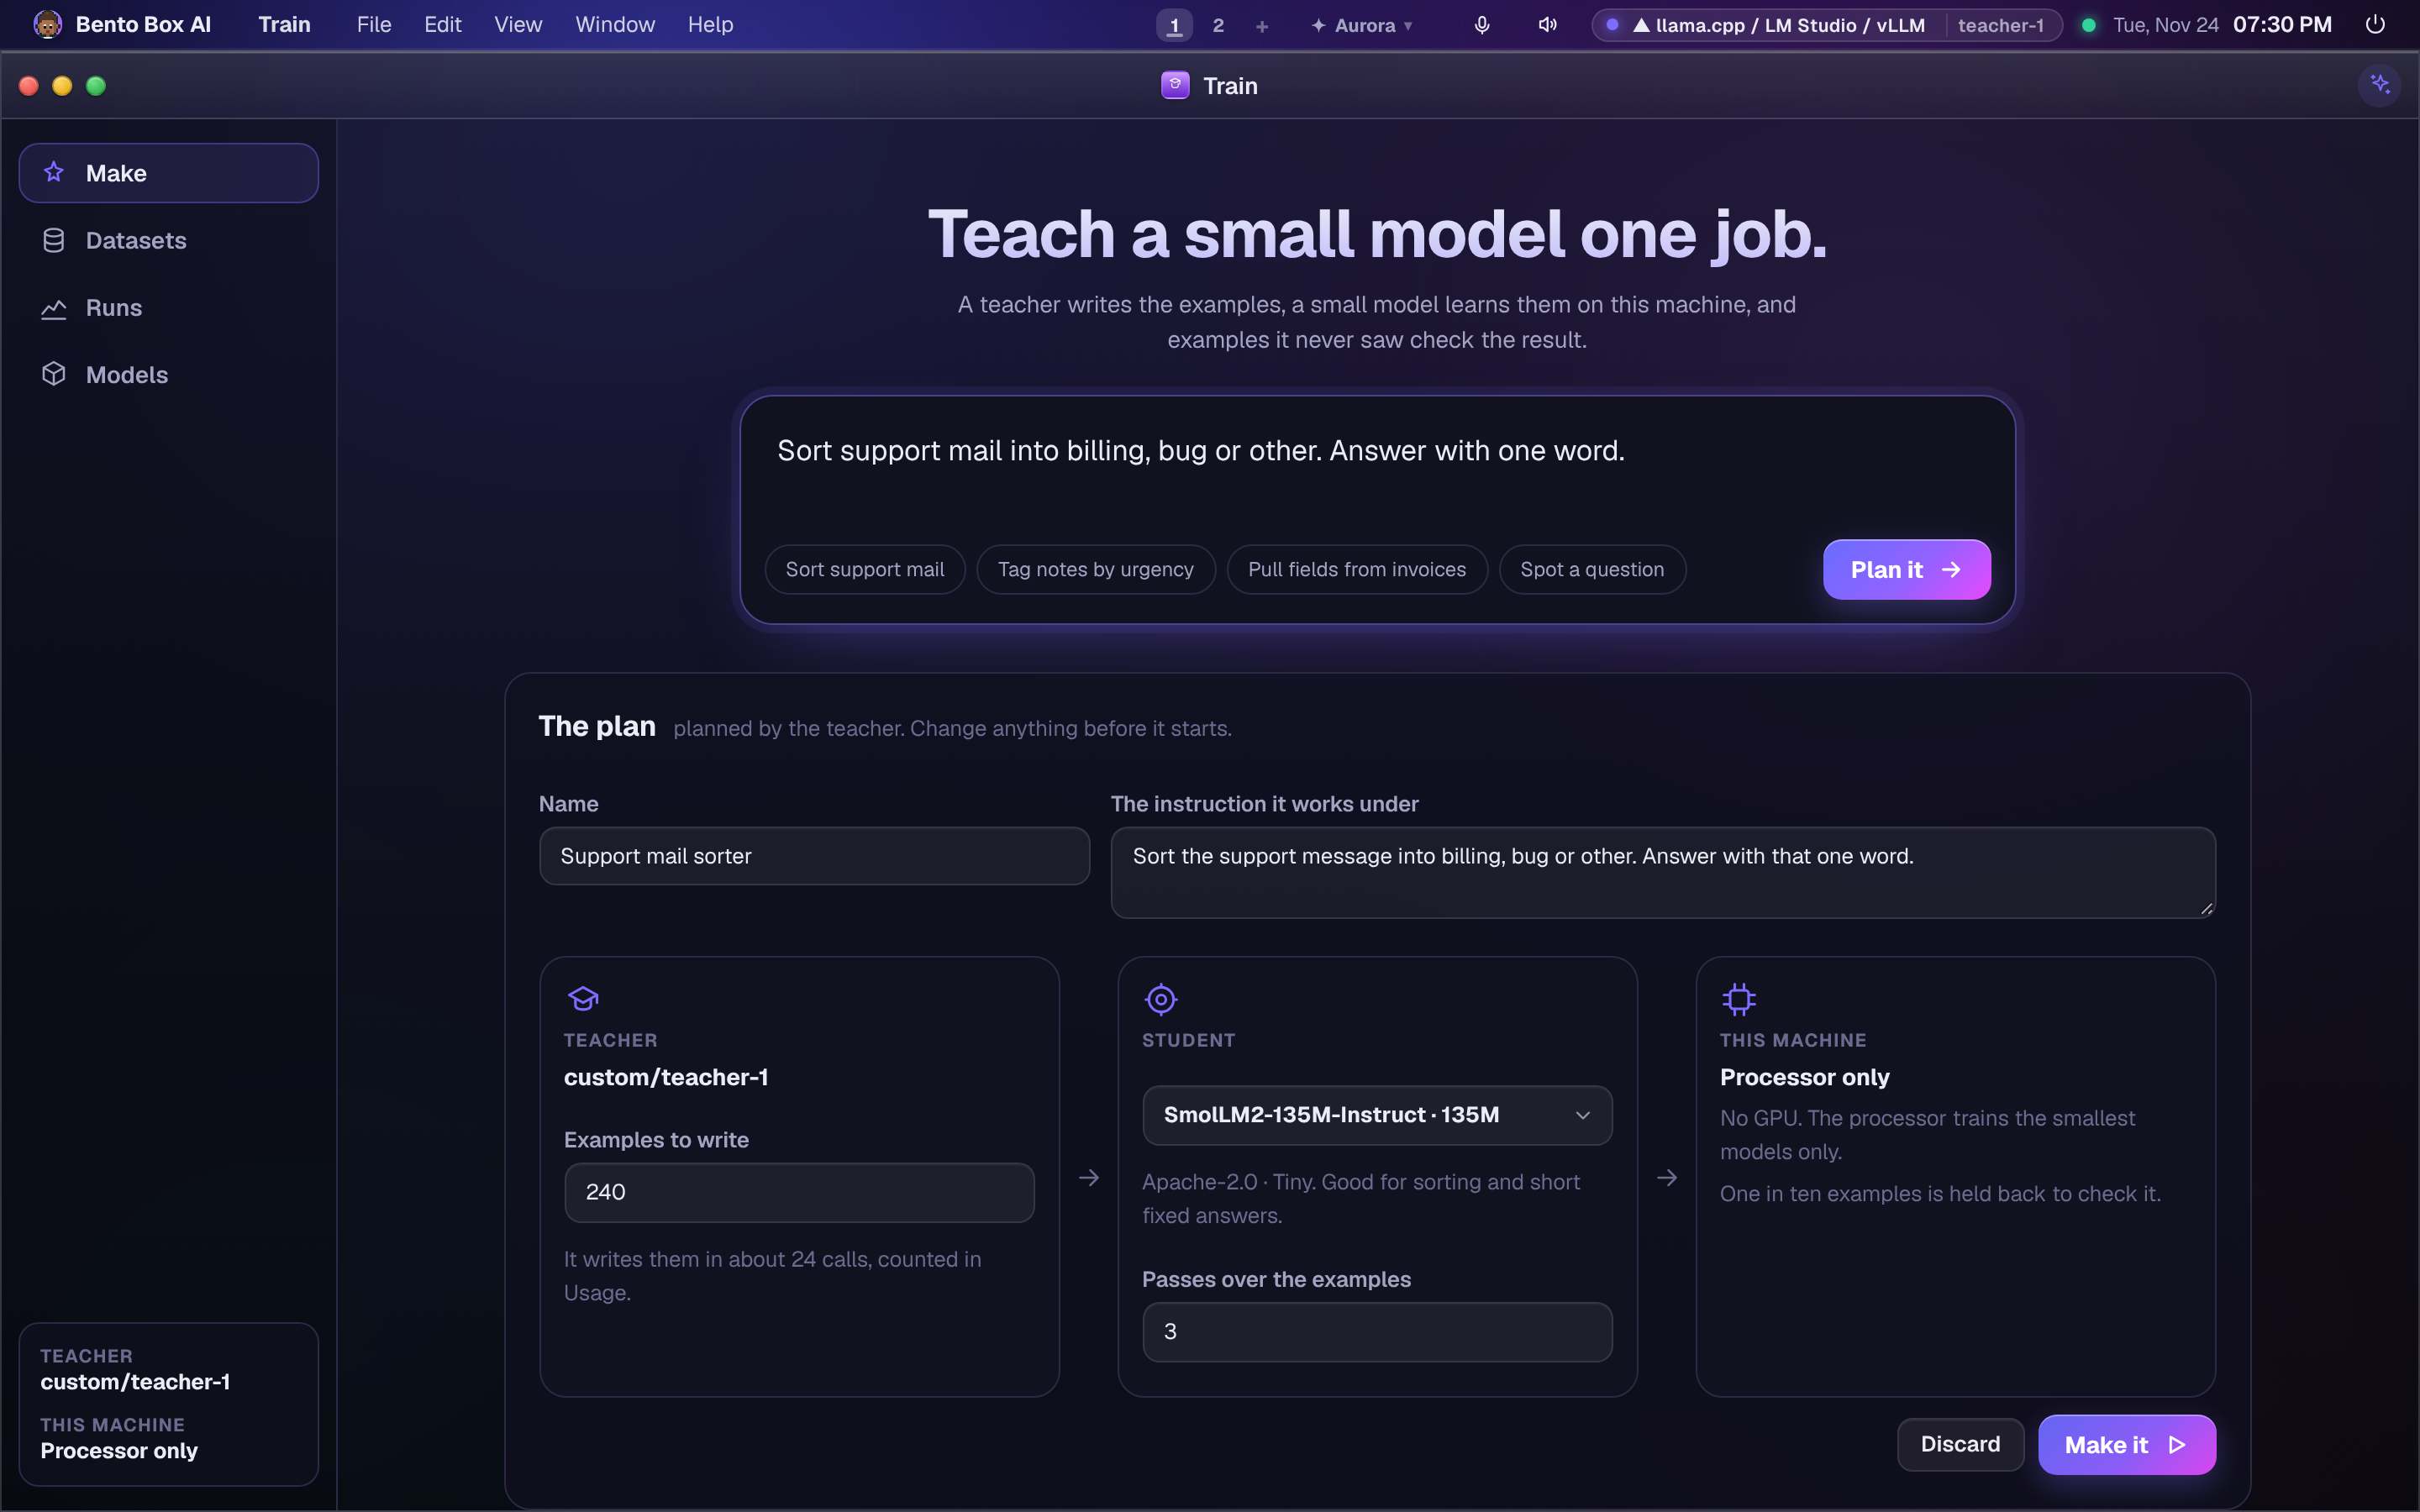 Bento Box AI Train File Edit View Window Help 1 2 + Aurora ▾ ▲ llama.cpp / LM Studio / vLLM teacher-1 Tue, Nov 24 07:30 PM
Train
Make
Datasets
Runs
Models
Teach a small model one job.
A teacher writes the examples, a small model learns them on this machine, and
examples it never saw check the result.
Sort support mail into billing, bug or other. Answer with one word.
Sort support mail Tag notes by urgency Pull fields from invoices Spot a question Plan it →
The plan planned by the teacher. Change anything before it starts.
Name
Support mail sorter
The instruction it works under
Sort the support message into billing, bug or other. Answer with that one word.
TEACHER
custom/teacher-1
Examples to write
240
It writes them in about 24 calls, counted in
Usage.
→
STUDENT
SmolLM2-135M-Instruct · 135M
Apache-2.0 · Tiny. Good for sorting and short
fixed answers.
Passes over the examples
3
→
THIS MACHINE
Processor only
No GPU. The processor trains the smallest
models only.
One in ten examples is held back to check it.
Discard Make it
TEACHER
custom/teacher-1
THIS MACHINE
Processor only